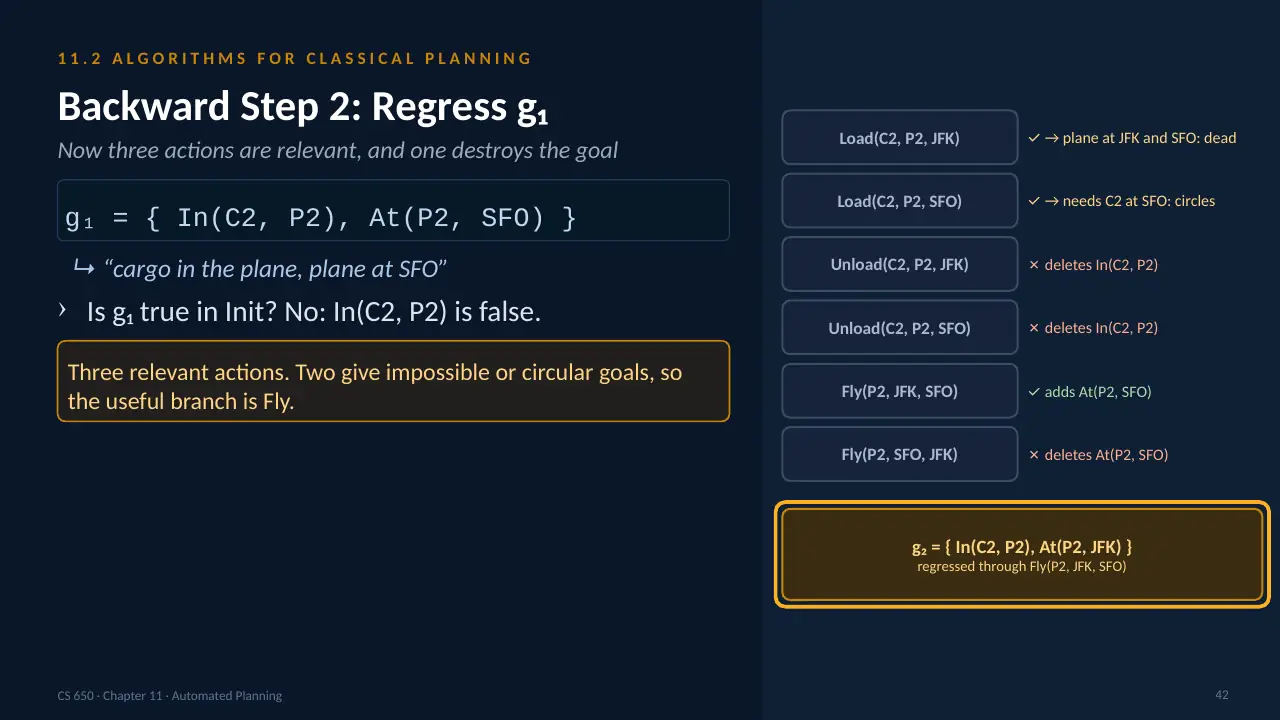 11.2 ALGORITHMS FOR CLASSICAL PLANNING
Backward Step 2: Regress g₁
Now three actions are relevant, and one destroys the goal
g₁ = { In(C2, P2), At(P2, SFO) }
↪ “cargo in the plane, plane at SFO”
› Is g₁ true in Init? No: In(C2, P2) is false.
Three relevant actions. Two give impossible or circular goals, so
the useful branch is Fly.
Load(C2, P2, JFK) ✓ → plane at JFK and SFO: dead
Load(C2, P2, SFO) ✓ → needs C2 at SFO: circles
Unload(C2, P2, JFK) × deletes In(C2, P2)
Unload(C2, P2, SFO) × deletes In(C2, P2)
Fly(P2, JFK, SFO) ✓ adds At(P2, SFO)
Fly(P2, SFO, JFK) × deletes At(P2, SFO)
g₂ = { In(C2, P2), At(P2, JFK) }
regressed through Fly(P2, JFK, SFO)
CS 650 · Chapter 11 · Automated Planning
42